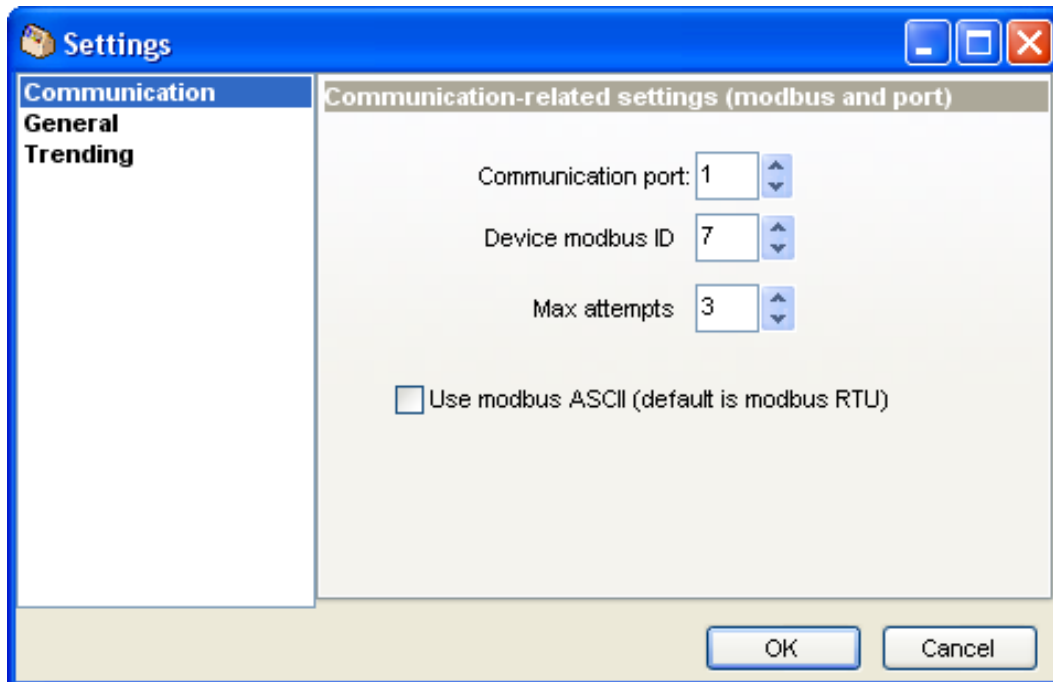 Settings
Communication
General
Trending
Communication-related settings (modbus and port)
Communication port: 1
Device modbus ID 7
Max attempts 3
Use modbus ASCII (default is modbus RTU)
OK Cancel